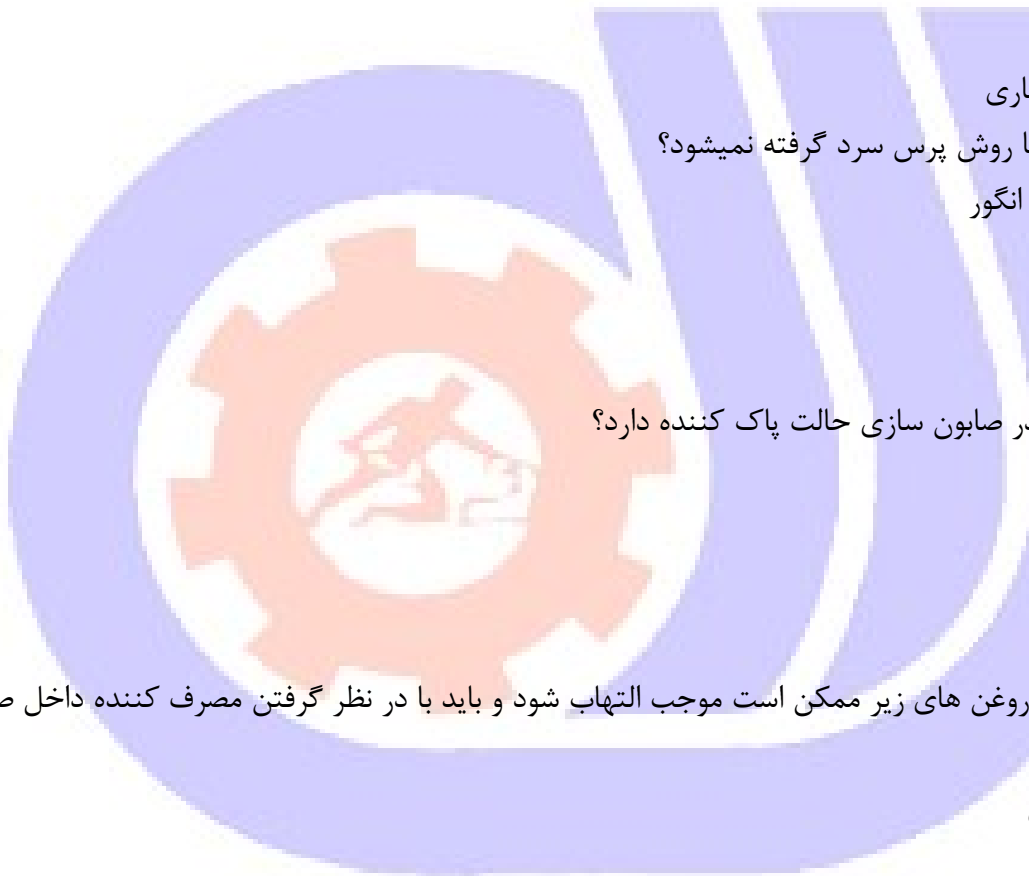 ا روش پرس سرد گرفته نمیشود؟
انگور
ر صابون سازی حالت پاک کننده دارد؟
روغن های زیر ممکن است موجب التهاب شود و باید با در نظر گرفتن مصرف کننده داخل ص